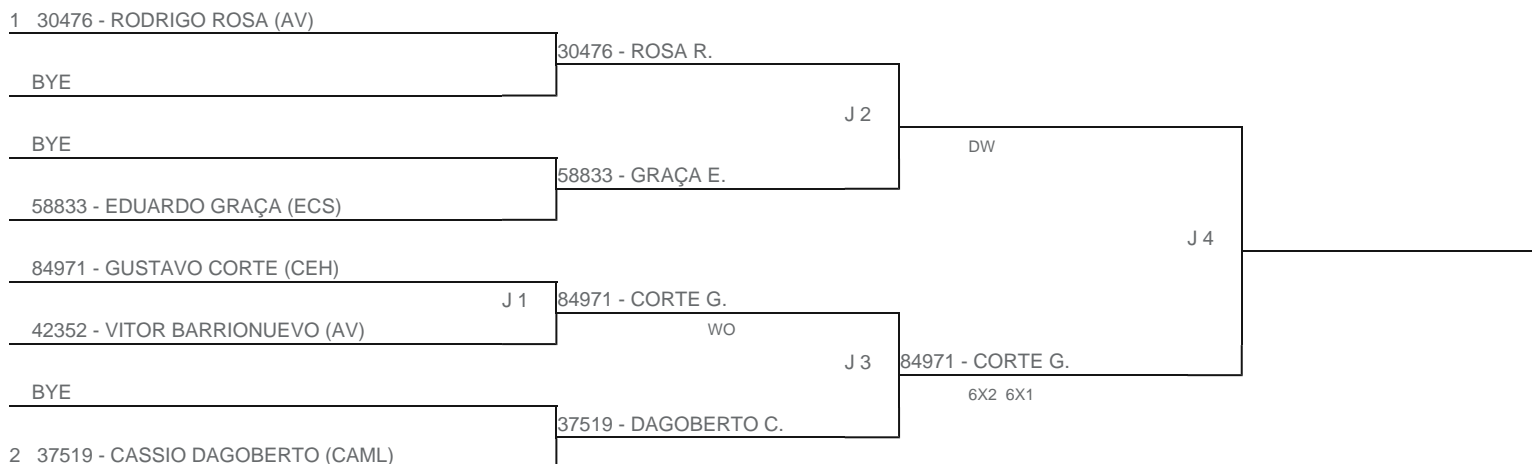 1 30476 - RODRIGO ROSA (AV)
30476 - ROSA R.
BYE
J 2
BYE
DW
58833 - GRAÇA E.
58833 - EDUARDO GRAÇA (ECS)
J 4
84971 - GUSTAVO CORTE (CEH)
J 1 84971 - CORTE G.
42352 - VITOR BARRIONUEVO (AV)
WO
J 3 84971 - CORTE G.
BYE
6X2 6X1
37519 - DAGOBERTO C.
2 37519 - CASSIO DAGOBERTO (CAML)